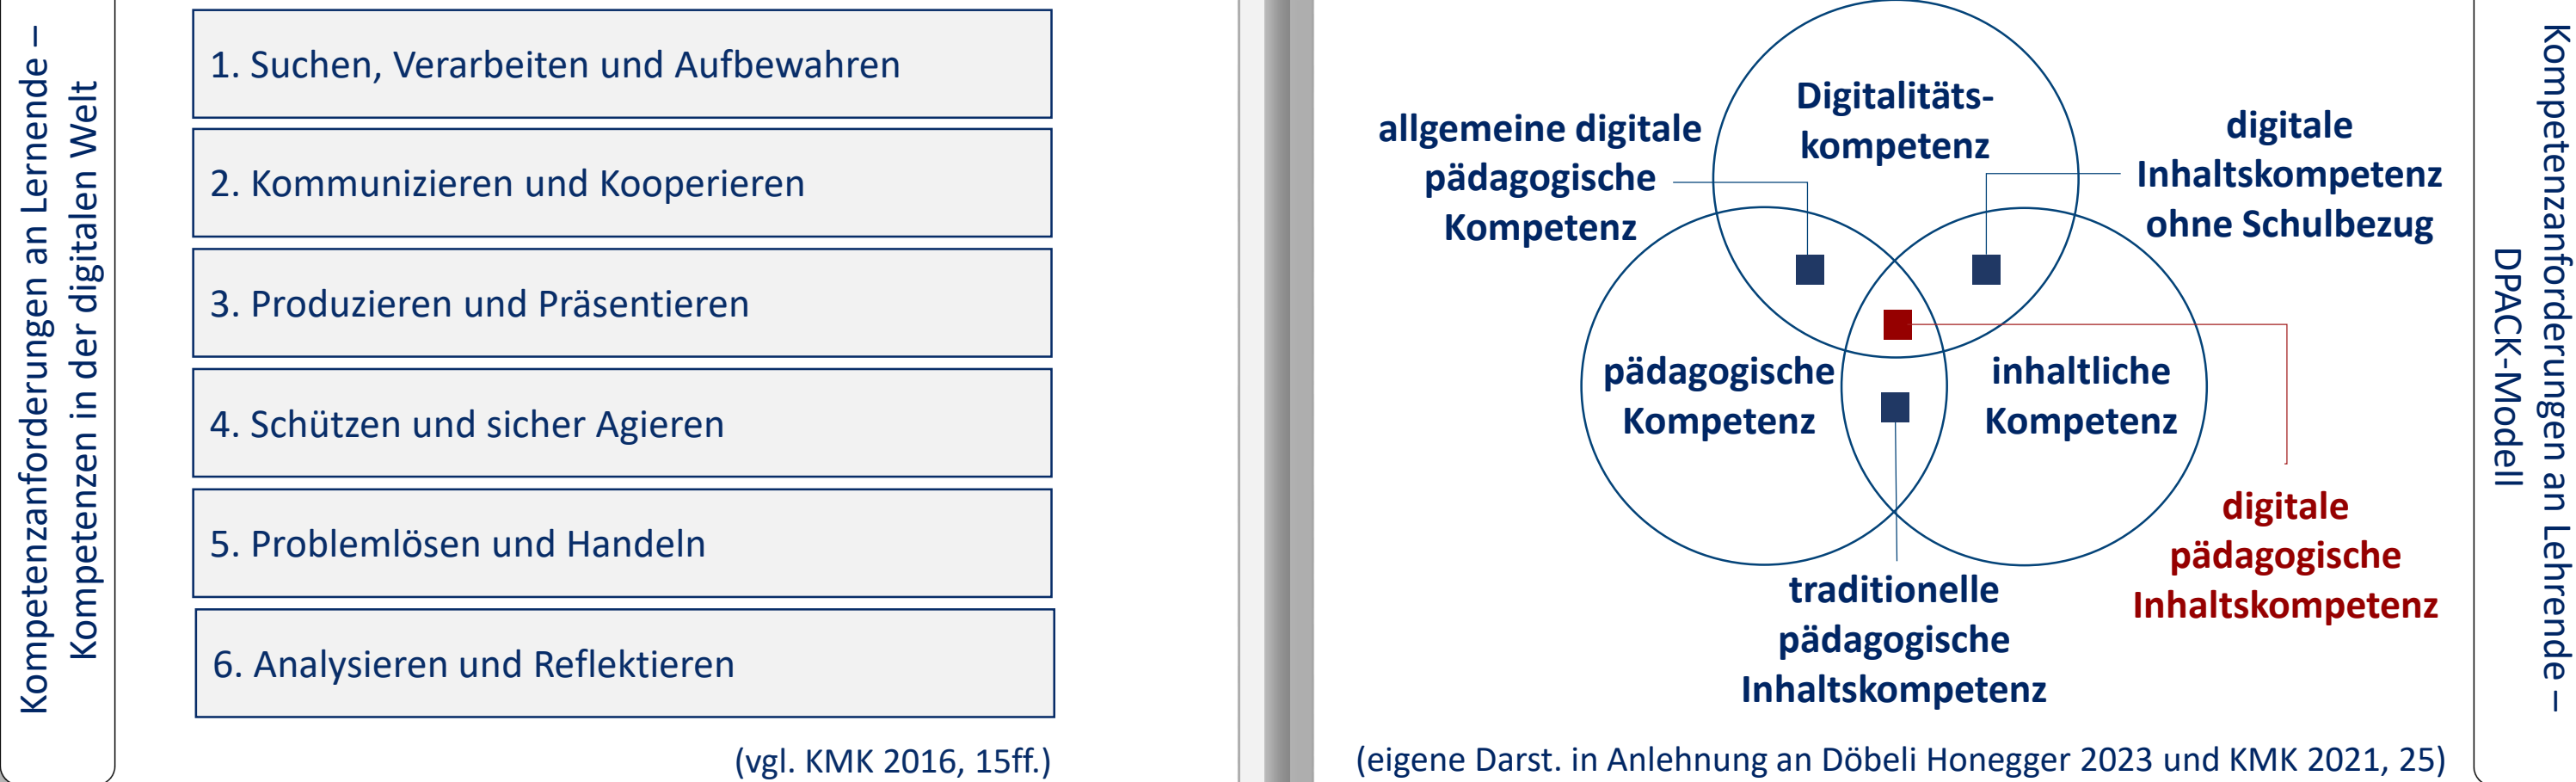 Kompetenzanforderungen an Lernende –
Kompetenzen in der digitalen Welt
1. Suchen, Verarbeiten und Aufbewahren
2. Kommunizieren und Kooperieren
3. Produzieren und Präsentieren
4. Schützen und sicher Agieren
5. Problemlösen und Handeln
6. Analysieren und Reflektieren
(vgl. KMK 2016, 15ff.)
Digitalitäts-
kompetenz
allgemeine digitale
pädagogische
Kompetenz
digitale
Inhaltskompetenz
ohne Schulbezug
pädagogische
Kompetenz
inhaltliche
Kompetenz
digitale
pädagogische
Inhaltskompetenz
traditionelle
pädagogische
Inhaltskompetenz
(eigene Darst. in Anlehnung an Döbeli Honegger 2023 und KMK 2021, 25)
Kompetenzanforderungen an Lehrende –
DPACK-Modell